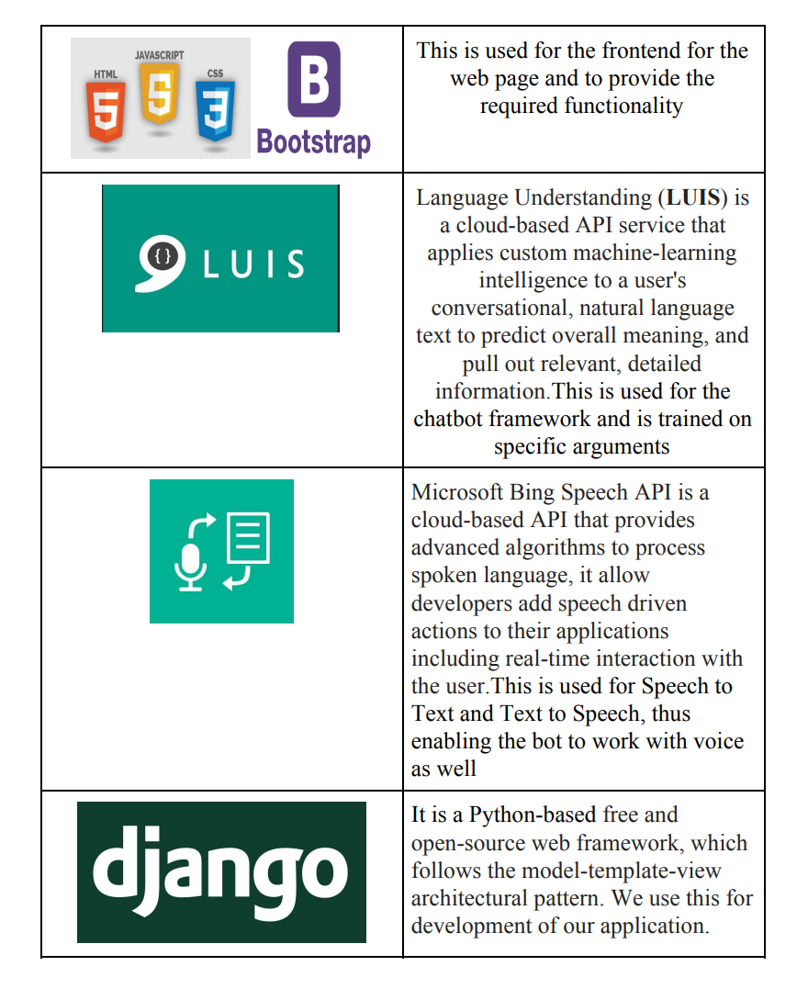 HTML
JAVASCRIPT
CSS
5
5
3
B
Bootstrap
This is used for the frontend for the
web page and to provide the
required functionality
{} LUIS
Language Understanding (LUIS) is
a cloud-based API service that
applies custom machine-learning
intelligence to a user's
conversational, natural language
text to predict overall meaning, and
pull out relevant, detailed
information.This is used for the
chatbot framework and is trained on
specific arguments
Microsoft Bing Speech API is a
cloud-based API that provides
advanced algorithms to process
spoken language, it allow
developers add speech driven
actions to their applications
including real-time interaction with
the user.This is used for Speech to
Text and Text to Speech, thus
enabling the bot to work with voice
as well
django
It is a Python-based free and
open-source web framework, which
follows the model-template-view
architectural pattern. We use this for
development of our application.